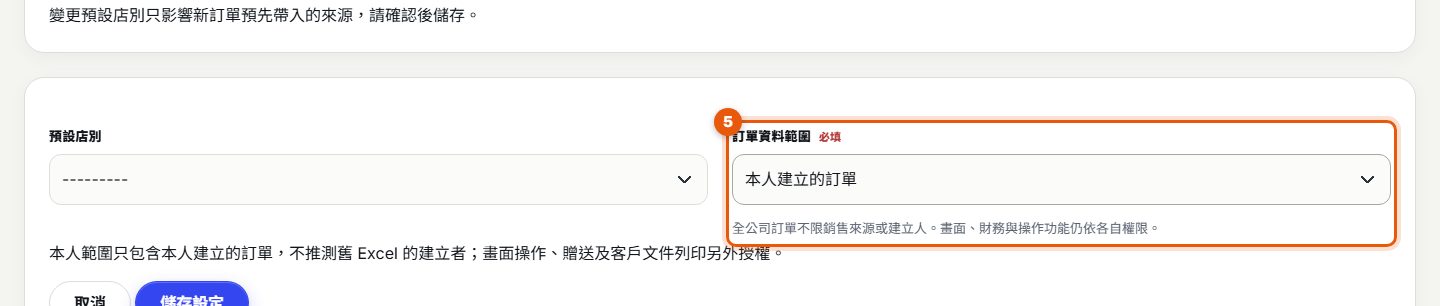 變更預設店別只影響新訂單預先帶入的來源，請確認後儲存。
預設店別
---------
5
訂單資料範圍 必填
本人建立的訂單
全公司訂單不限銷售來源或建立人。畫面、財務與操作功能仍依各自權限。
本人範圍只包含本人建立的訂單，不推測舊 Excel 的建立者；畫面操作、贈送及客戶文件列印另外授權。
取消 儲存設定